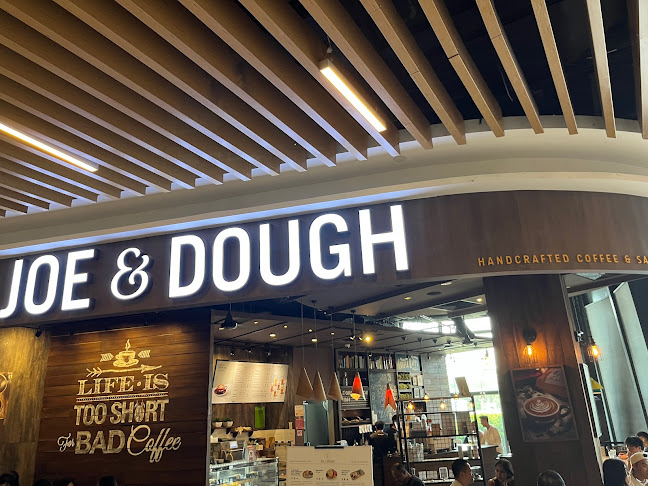 JOE & DOUGH
HANDCRAFTED COFFEE & SA
LIFE · IS
TOO SHORT
For BAD Coffee